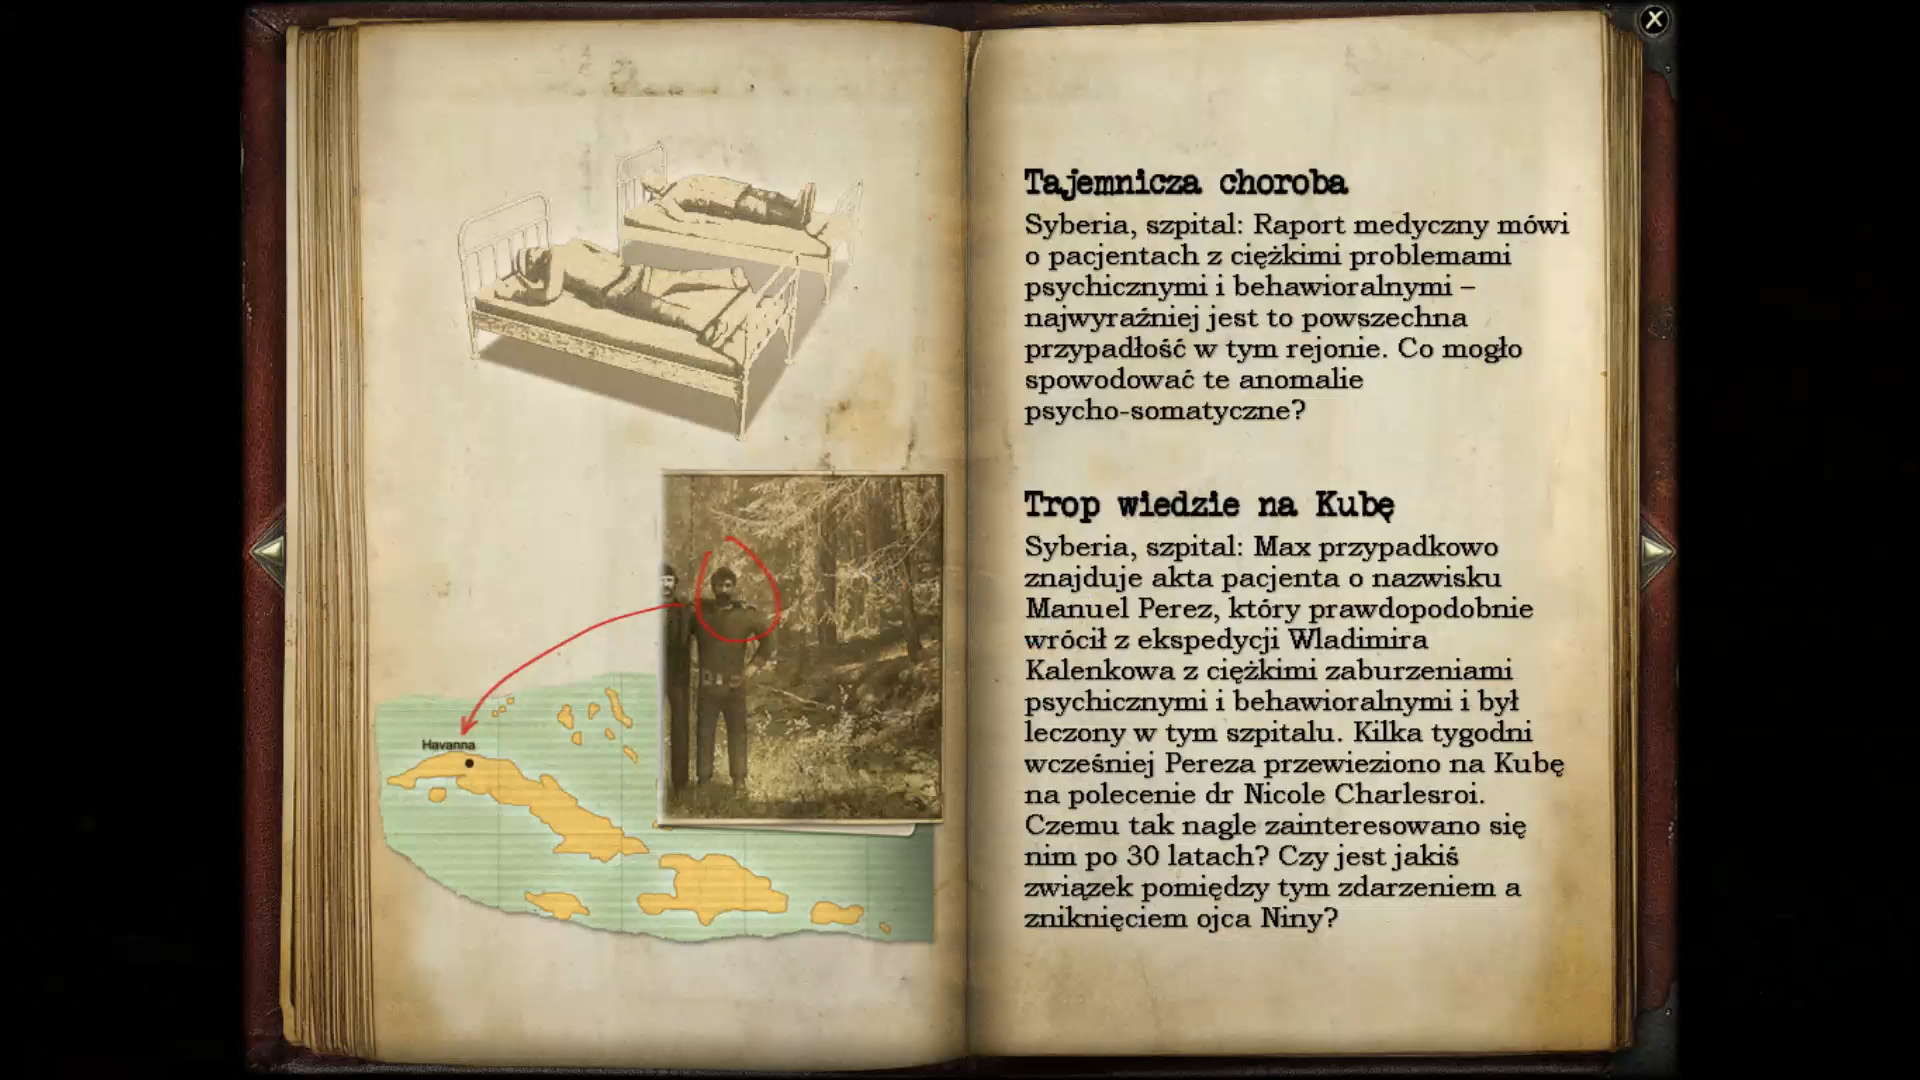 Tajemnicza choroba
Syberia, szpital: Raport medyczny mówi
o pacjentach z ciężkimi problemami
psychicznymi i behawioralnymi –
najwyraźniej jest to powszechna
przypadłość w tym rejonie. Co mogło
spowodować te anomalie
psycho-somatyczne?
Trop wiedzie na Kubę
Syberia, szpital: Max przypadkowo
znajduje akta pacjenta o nazwisku
Manuel Perez, który prawdopodobnie
wrócił z ekspedycji Wladimira
Kalenkowa z ciężkimi zaburzeniami
psychicznymi i behawioralnymi i był
leczony w tym szpitalu. Kilka tygodni
wcześniej Pereza przewieziono na Kubę
na polecenie dr Nicole Charlesroi.
Czemu tak nagle zainteresowano się
nim po 30 latach? Czy jest jakiś
związek pomiędzy tym zdarzeniem a
zniknięciem ojca Niny?
Havanna